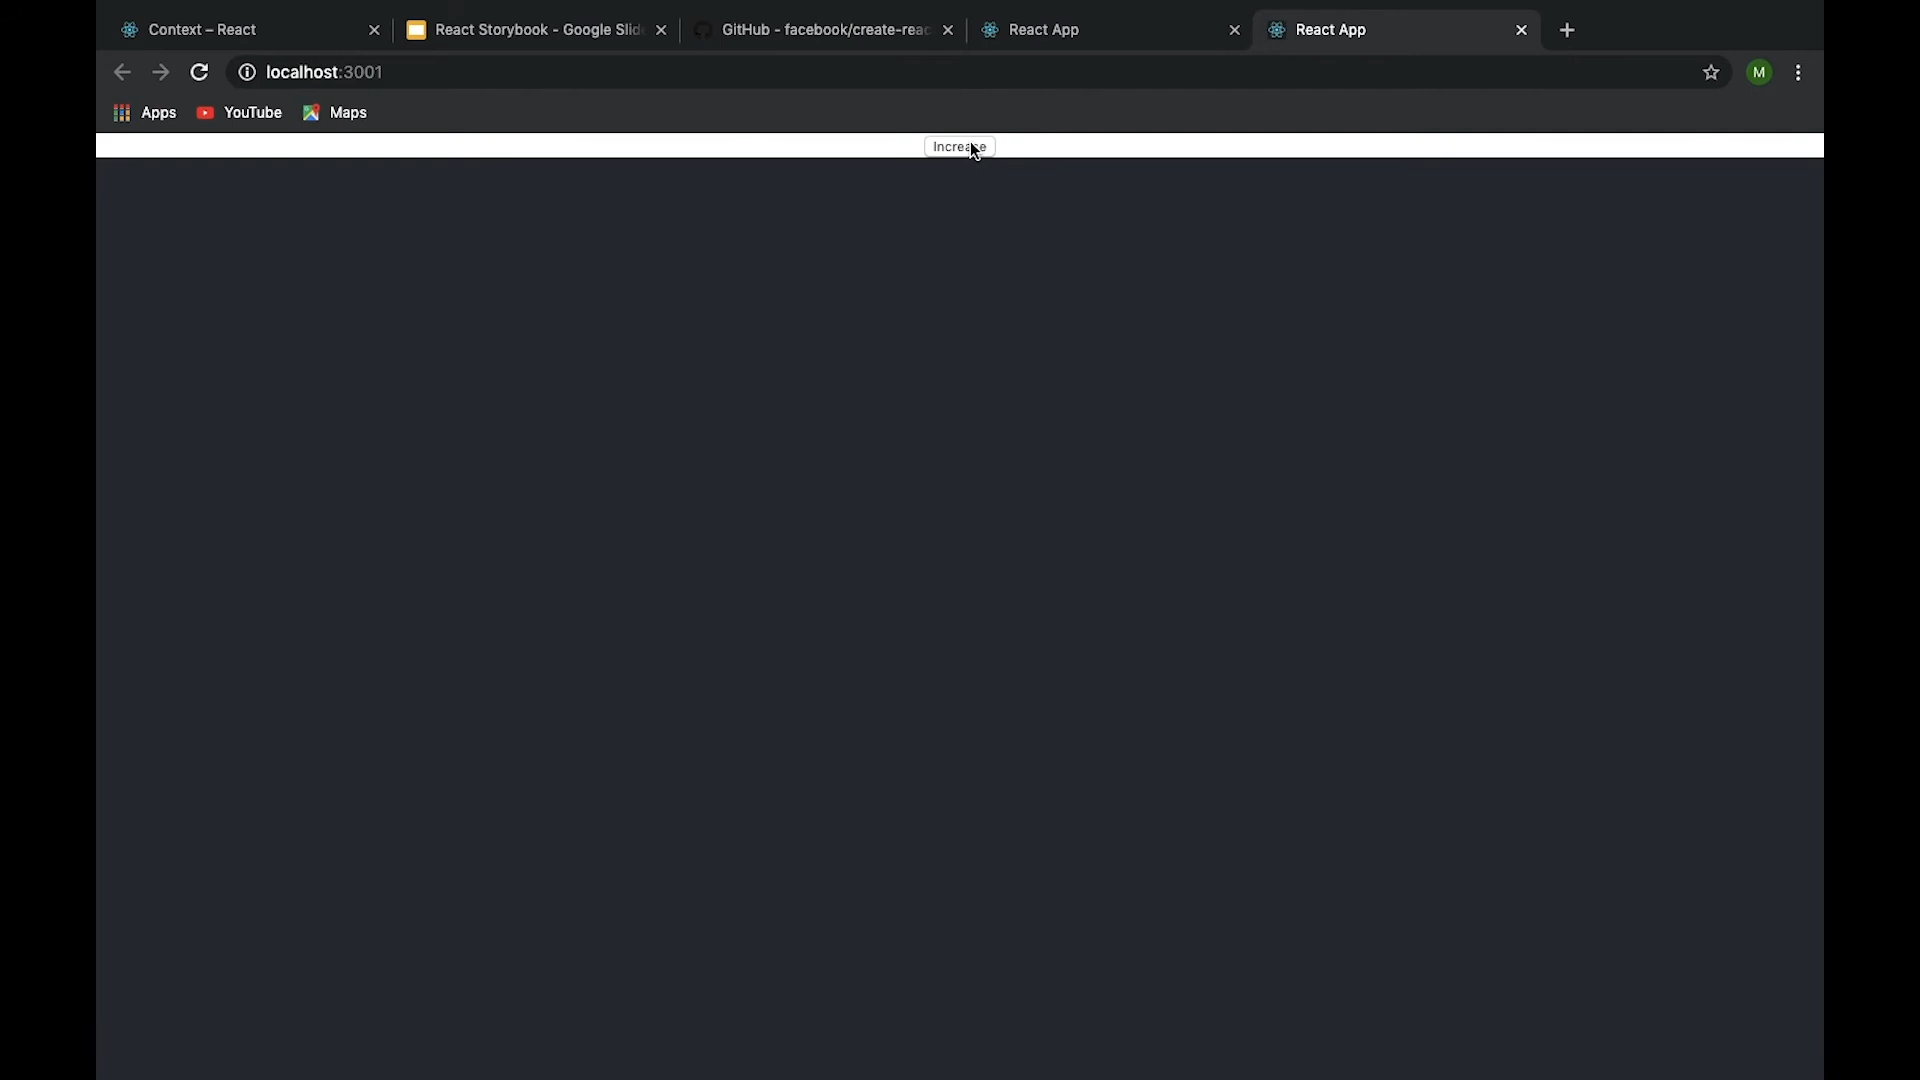 Context – React
React Storybook - Google Slid
GitHub - facebook/create-reac
React App
React App
localhost:3001
M
Apps
YouTube
Maps
Increase